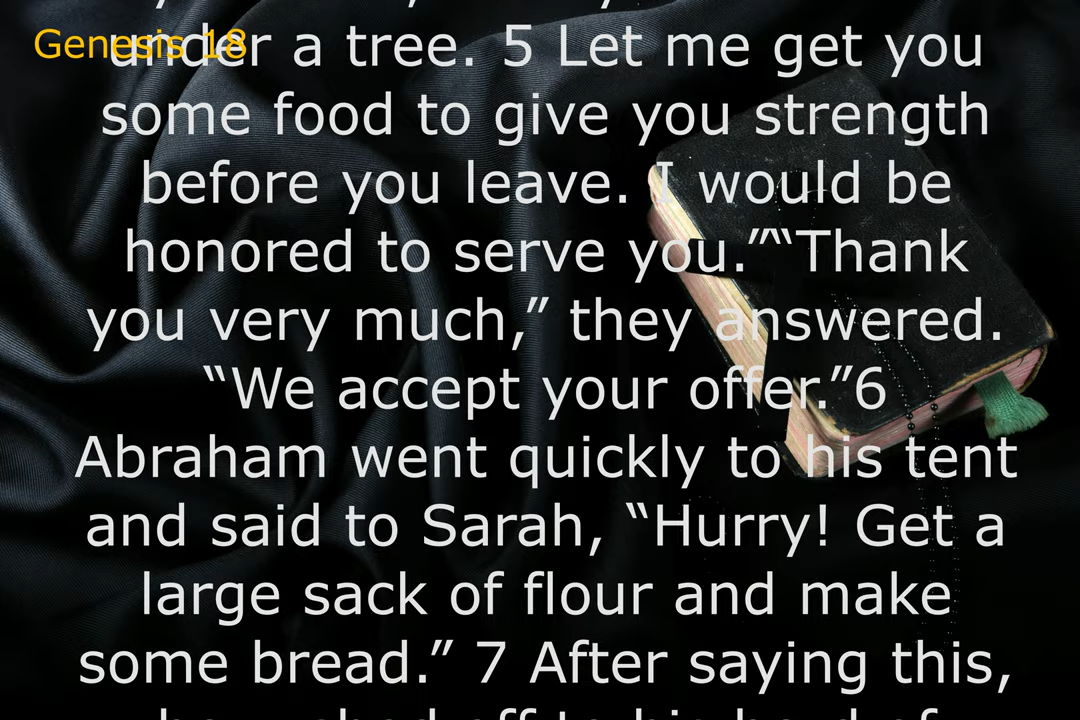 Genesis 18
under a tree. 5 Let me get you
some food to give you strength
before you leave. I would be
honored to serve you.”“Thank
you very much,” they answered.
“We accept your offer.”6
Abraham went quickly to his tent
and said to Sarah, “Hurry! Get a
large sack of flour and make
some bread.” 7 After saying this,